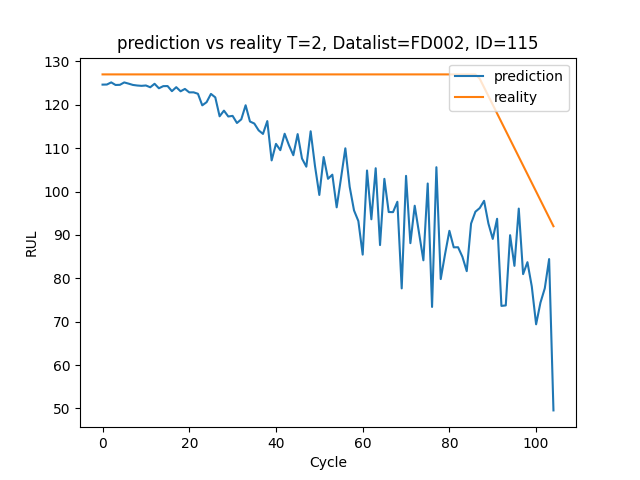 prediction vs reality T=2, Datalist=FD002, ID=115
prediction
reality
130
120
110
100
90
80
70
60
50
RUL
0 20 40 60 80 100
Cycle